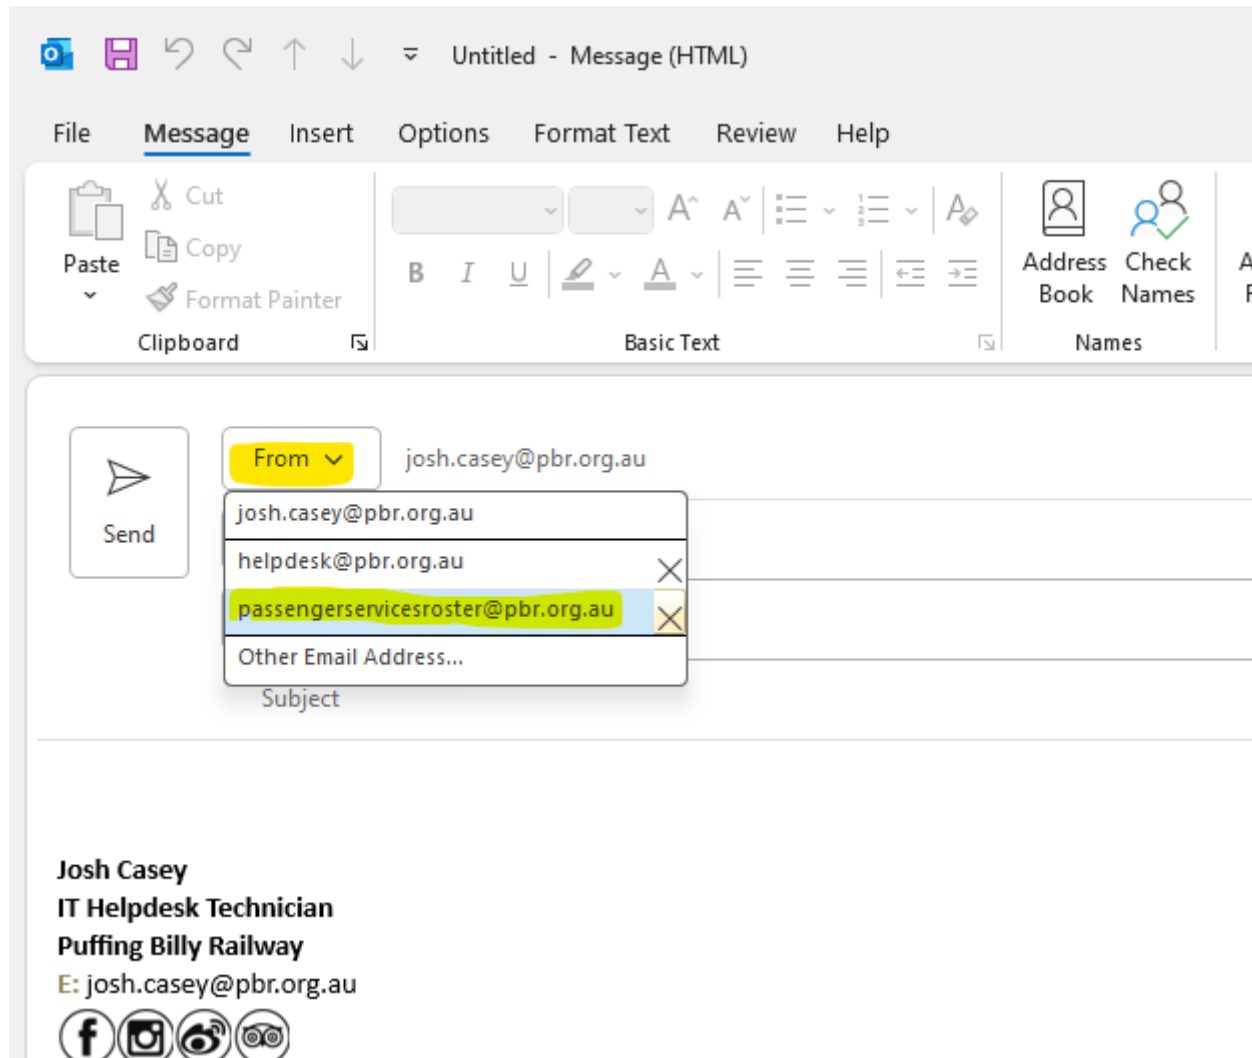 Untitled - Message (HTML)
File Message Insert Options Format Text Review Help
Paste
Cut
Copy
Format Painter
Clipboard
B I U A
Basic Text
Address Book
Check Names
Names
Send
From
josh.casey@pbr.org.au
josh.casey@pbr.org.au
helpdesk@pbr.org.au
passengerservicesroster@pbr.org.au
Other Email Address...
Subject
Josh Casey
IT Helpdesk Technician
Puffing Billy Railway
E: josh.casey@pbr.org.au